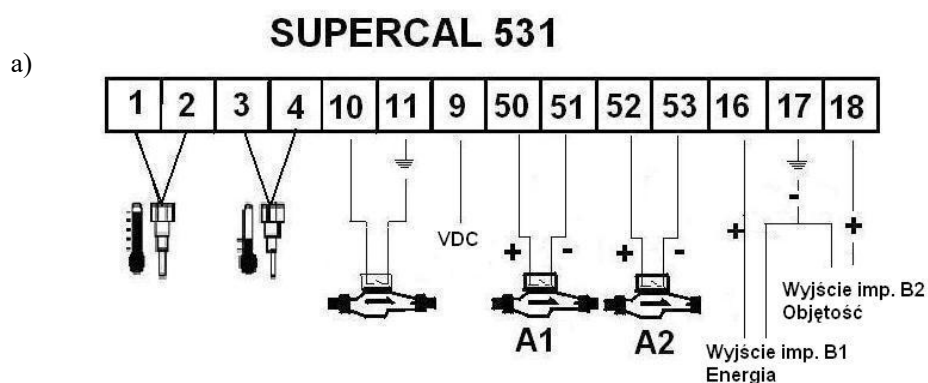 SUPERCAL 531
a)
1 2 3 4 10 11 9 50 51 52 53 16 17 18
VDC
+ - + - + - +
A1 A2
Wyjście imp. B2
Objętość
Wyjście imp. B1
Energia